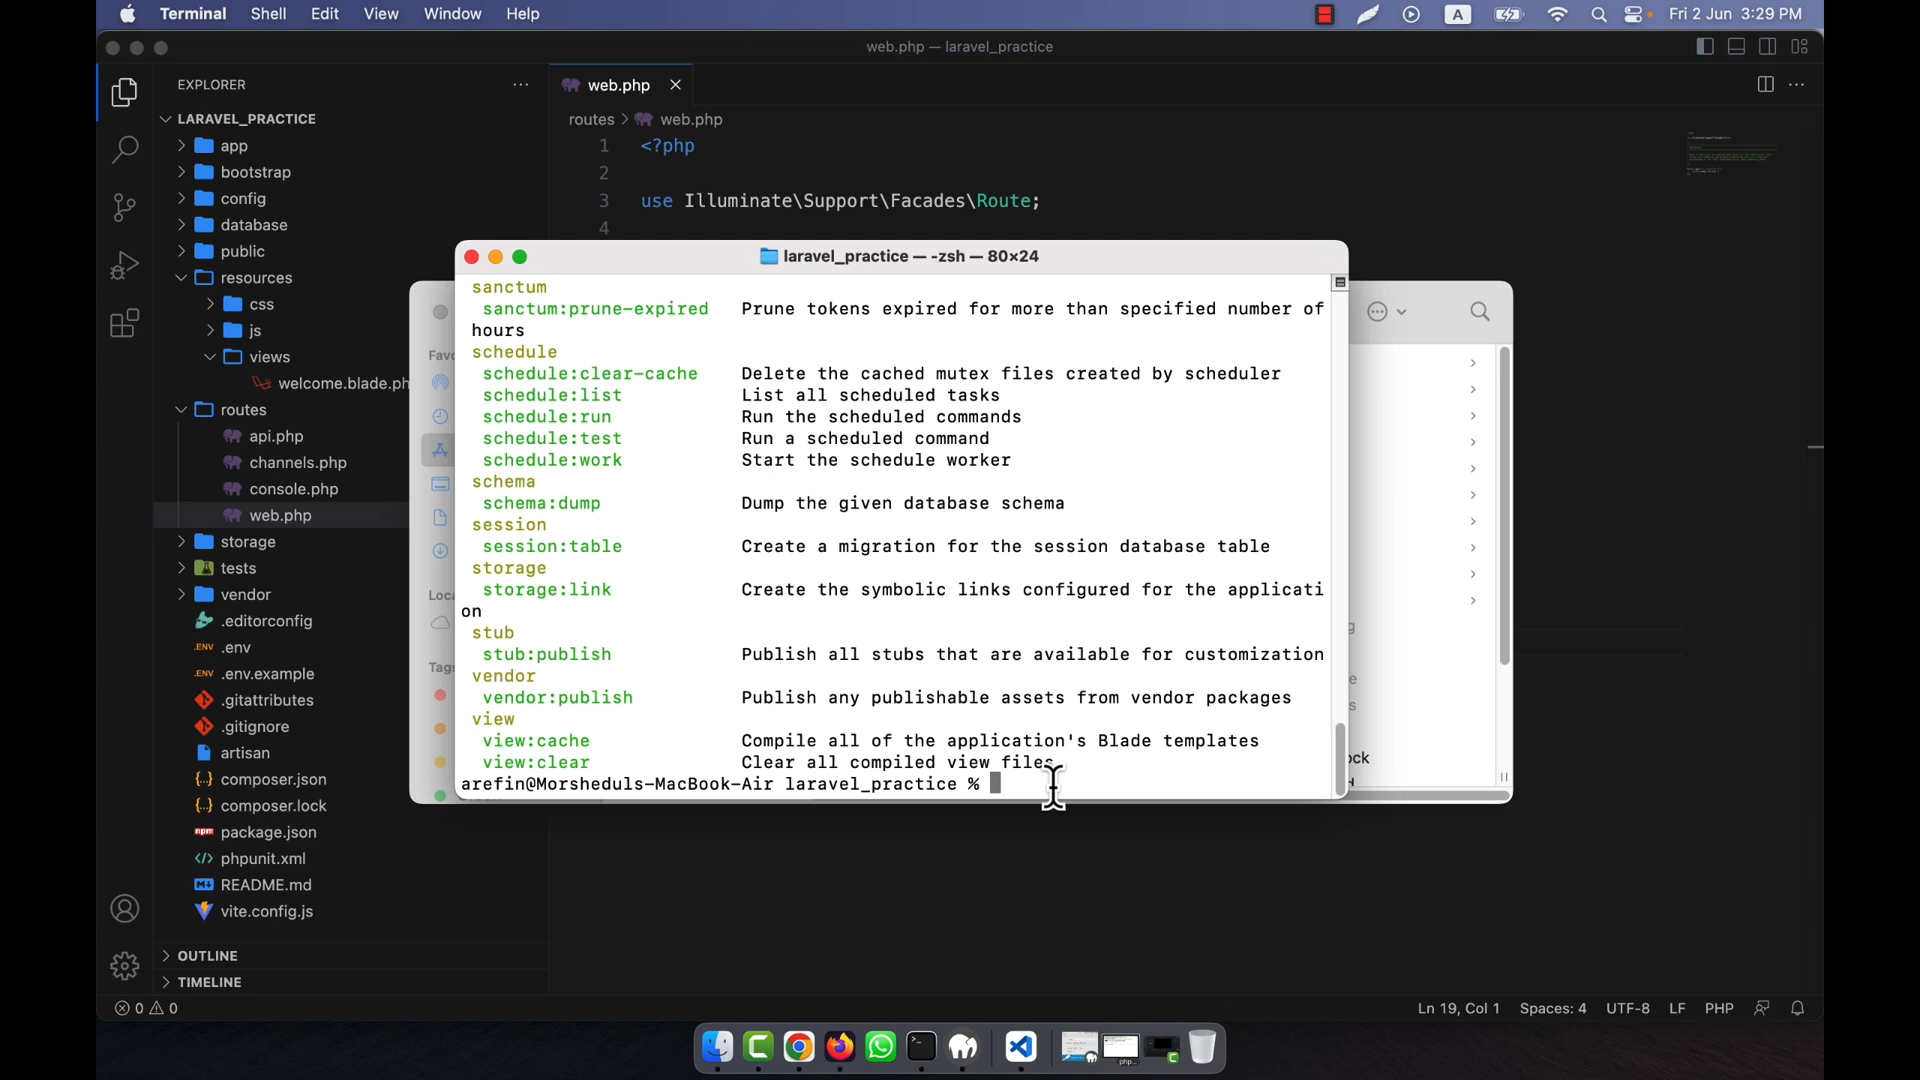 Terminal Shell Edit View Window Help
A
Fri 2 Jun 3:29 PM
web.php — laravel_practice
EXPLORER
web.php
LARAVEL_PRACTICE
app
bootstrap
config
database
public
resources
css
js
views
welcome.blade.ph
routes
api.php
channels.php
console.php
web.php
storage
tests
vendor
.editorconfig
.ENV .env
.ENV .env.example
.gitattributes
.gitignore
artisan
{..} composer.json
{..} composer.lock
npm package.json
phpunit.xml
README.md
vite.config.js
OUTLINE
TIMELINE
routes > web.php
1 <?php
2
3 use Illuminate\Support\Facades\Route;
4
Favo
Loca
Tags
ock
laravel_practice — -zsh — 80×24
sanctum
sanctum:prune-expired Prune tokens expired for more than specified number of
hours
schedule
schedule:clear-cache Delete the cached mutex files created by scheduler
schedule:list List all scheduled tasks
schedule:run Run the scheduled commands
schedule:test Run a scheduled command
schedule:work Start the schedule worker
schema
schema:dump Dump the given database schema
session
session:table Create a migration for the session database table
storage
storage:link Create the symbolic links configured for the applicati
on
stub
stub:publish Publish all stubs that are available for customization
vendor
vendor:publish Publish any publishable assets from vendor packages
view
view:cache Compile all of the application's Blade templates
view:clear Clear all compiled view files
arefin@Morsheduls-MacBook-Air laravel_practice %
0 0
Ln 19, Col 1 Spaces: 4 UTF-8 LF PHP